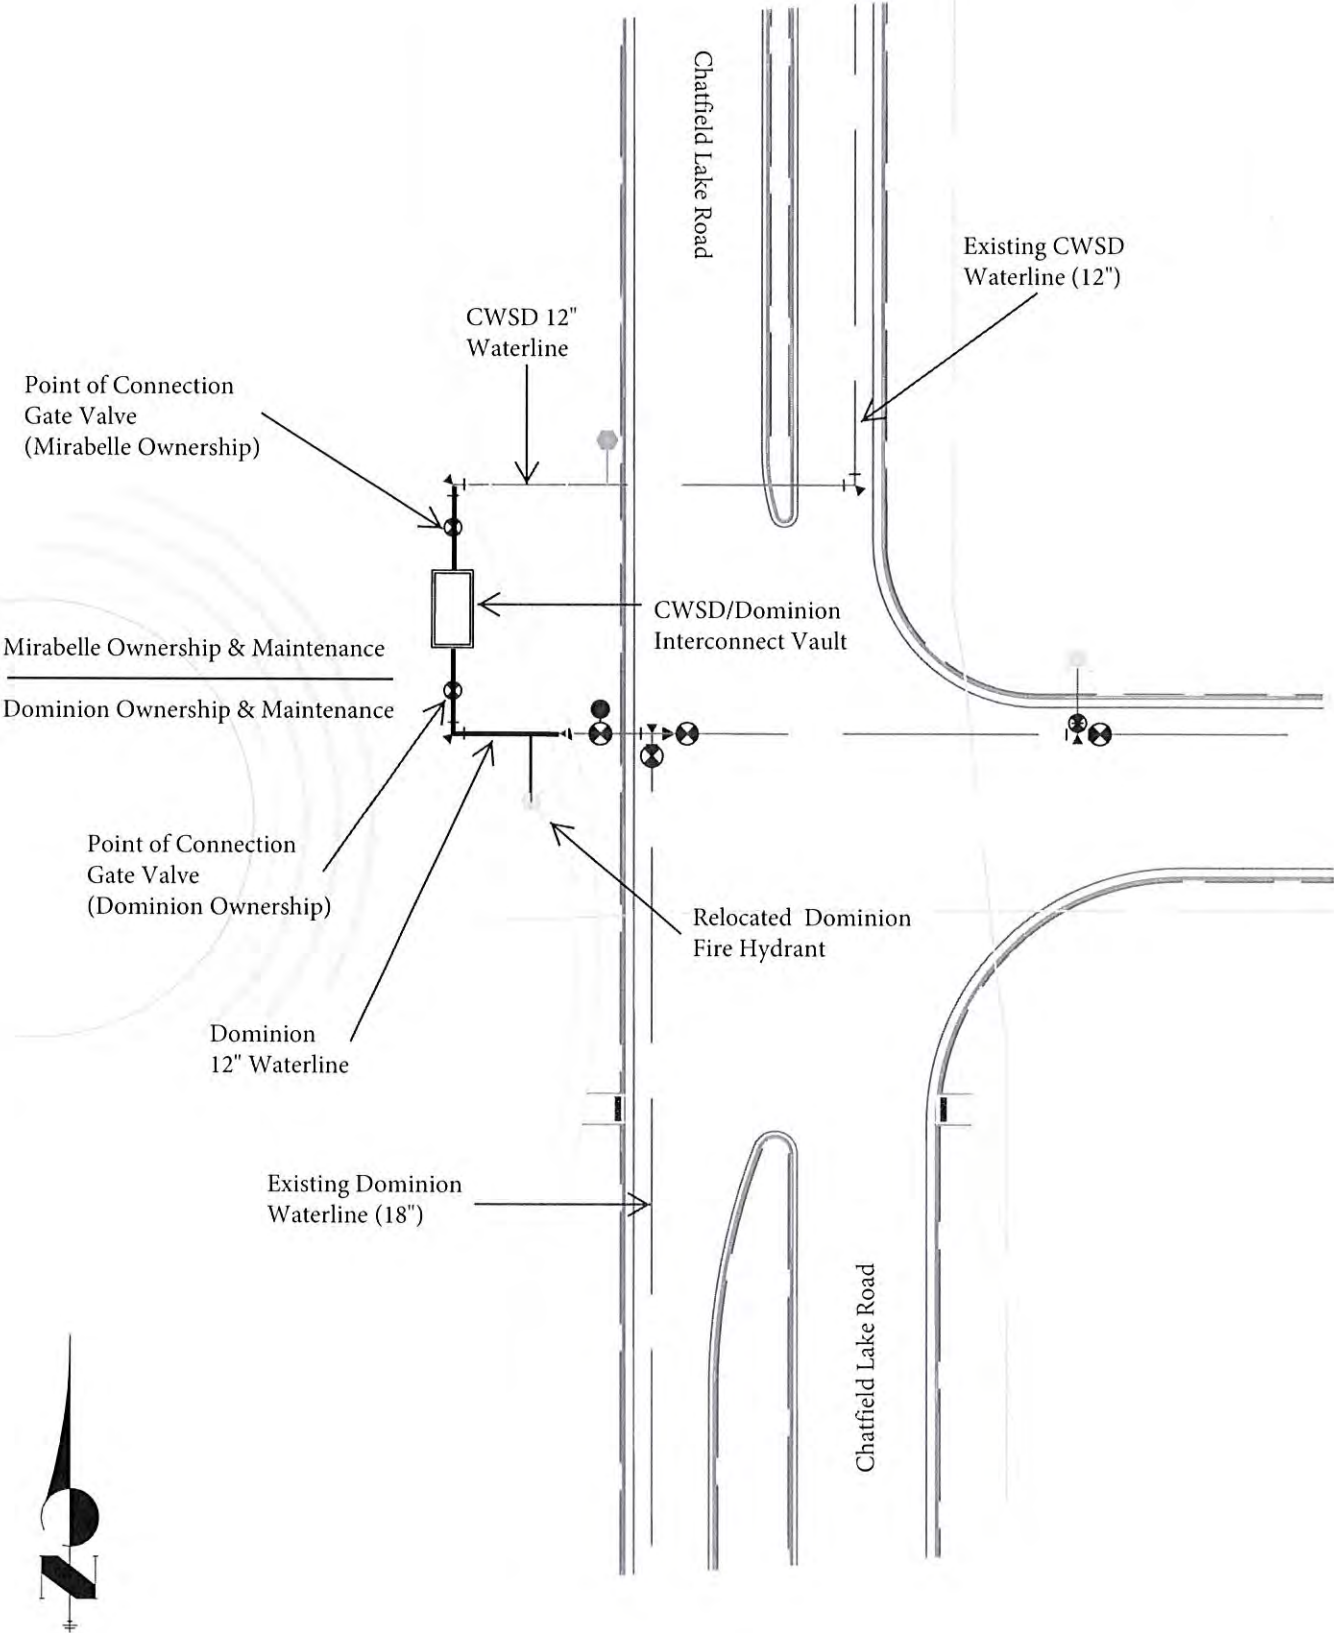 Chatfield Lake Road
Existing CWSD
Waterline (12")
CWSD 12"
Waterline
Point of Connection
Gate Valve
(Mirabelle Ownership)
CWSD/Dominion
Interconnect Vault
Mirabelle Ownership & Maintenance
Dominion Ownership & Maintenance
Point of Connection
Gate Valve
(Dominion Ownership)
Relocated Dominion
Fire Hydrant
Dominion
12" Waterline
Existing Dominion
Waterline (18")
Chatfield Lake Road
N